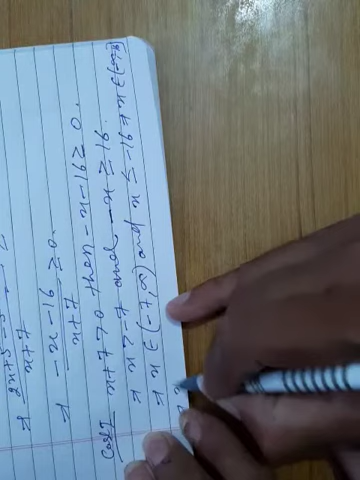 ⇒ 2x+5-3
x+7
⇒ -x-16 ≥ 0.
x+7
Case I x+7>0 then -x-16 ≥ 0.
⇒ x>-7 and -x ≥ 16.
⇒ x ∈ (-7, ∞) and x ≤ -16 ⇒ x ∈ (-∞,